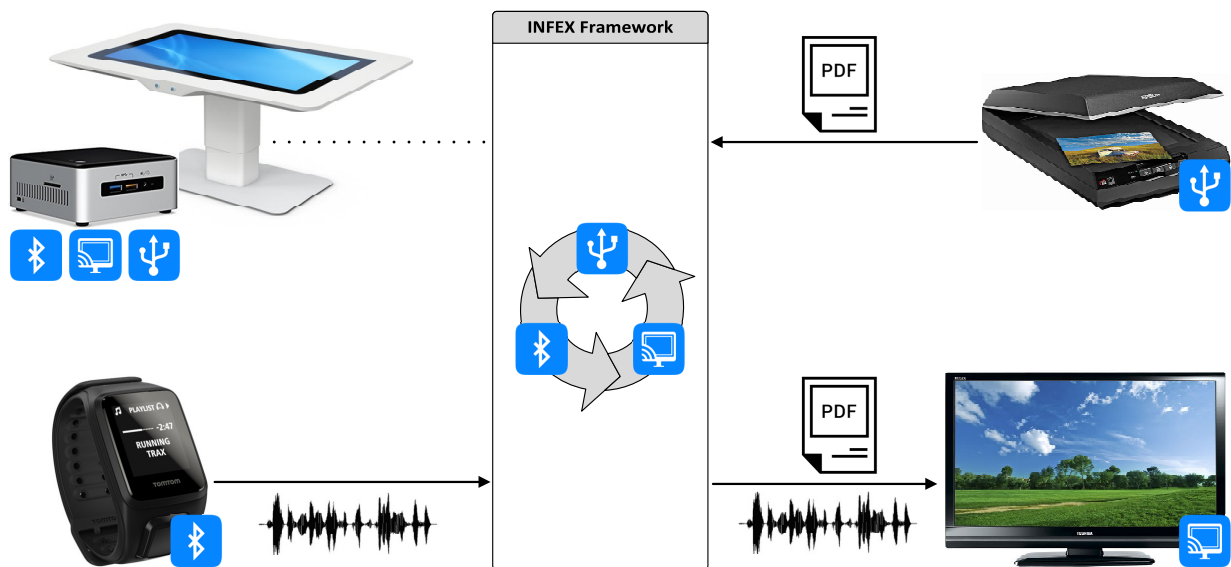 INFEX Framework
PDF
PLAYLIST
-2:47
RUNNING
TRAX
TOMTOM
PDF
TOSHIBA